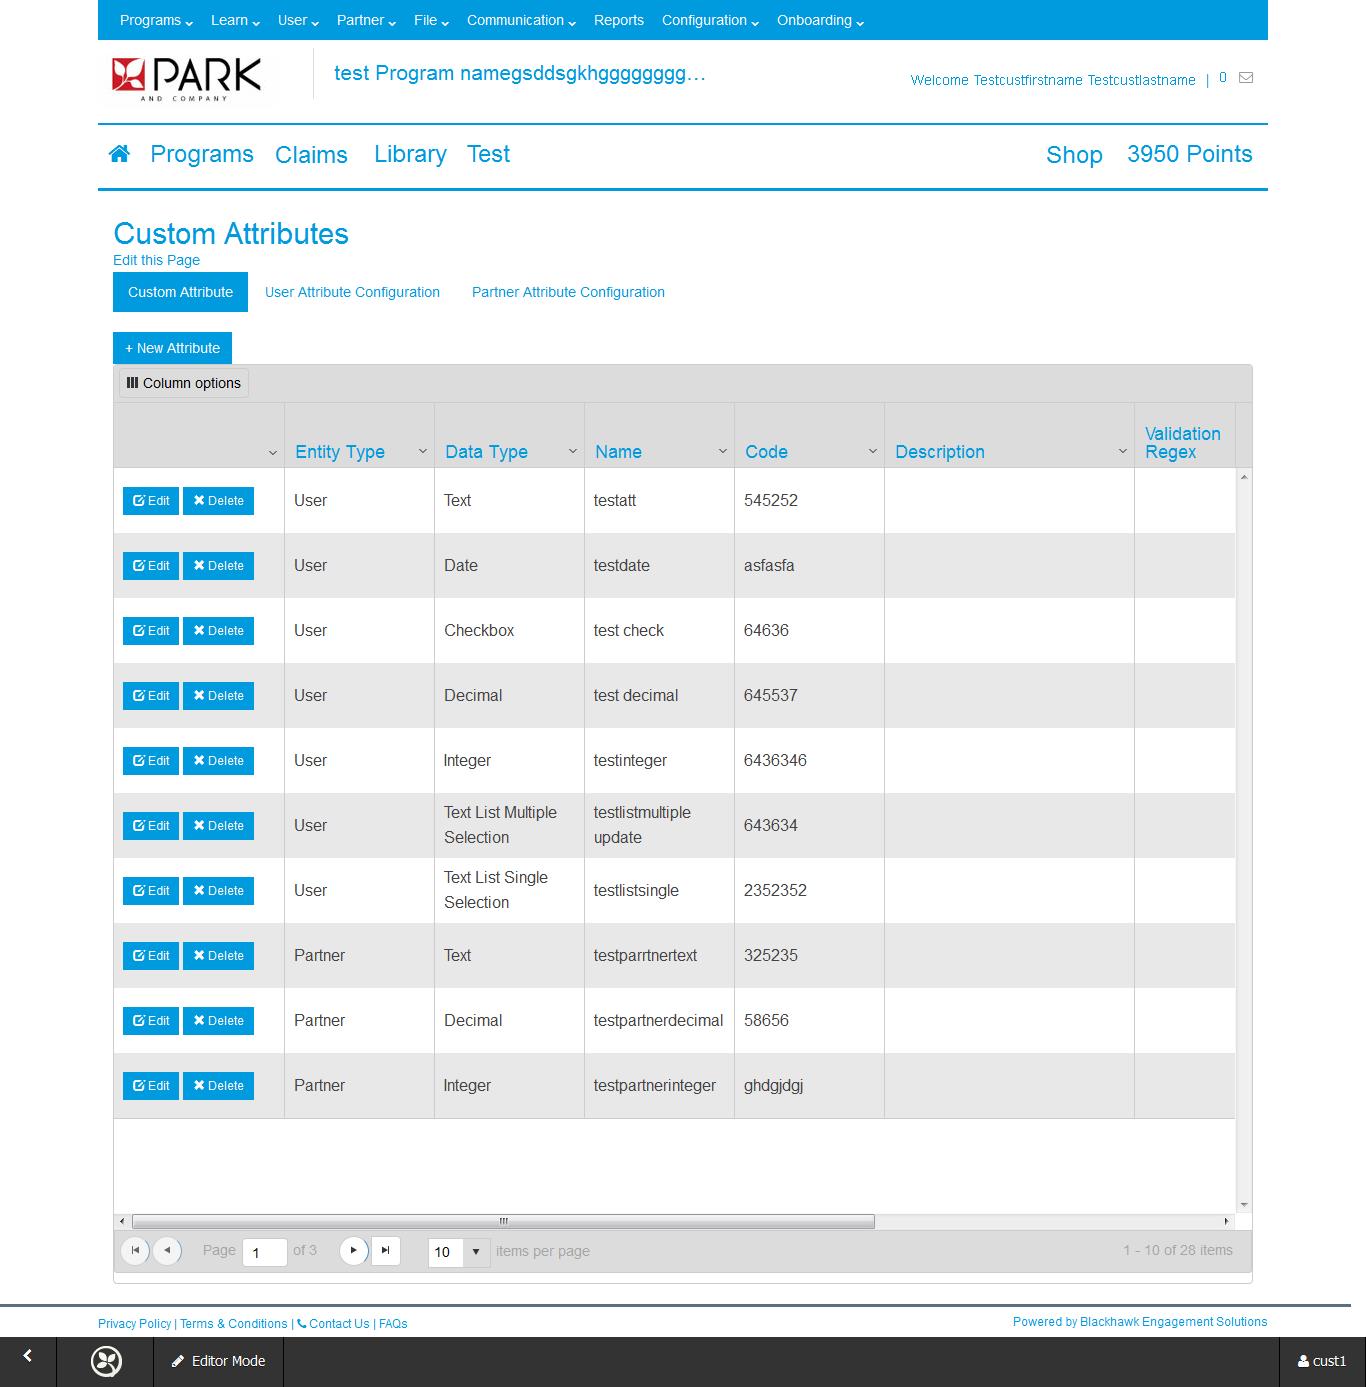 Programs Learn User Partner File Communication Reports Configuration Onboarding
PARK
AND COMPANY
test Program namegsddsgkhgggggggg...
Welcome Testcustfirstname Testcustlastname | 0
Programs Claims Library Test Shop 3950 Points
Custom Attributes
Edit this Page
Custom Attribute User Attribute Configuration Partner Attribute Configuration
+ New Attribute
Column options
Entity Type Data Type Name Code Description Validation Regex
Edit Delete User Text testatt 545252
Edit Delete User Date testdate asfasfa
Edit Delete User Checkbox test check 64636
Edit Delete User Decimal test decimal 645537
Edit Delete User Integer testinteger 6436346
Edit Delete User Text List Multiple Selection testlistmultiple update 643634
Edit Delete User Text List Single Selection testlistsingle 2352352
Edit Delete Partner Text testparrtnertext 325235
Edit Delete Partner Decimal testpartnerdecimal 58656
Edit Delete Partner Integer testpartnerinteger ghdgjdgj
Page 1 of 3 10 items per page 1 - 10 of 28 items
Privacy Policy | Terms & Conditions | Contact Us | FAQs Powered by Blackhawk Engagement Solutions
Editor Mode cust1